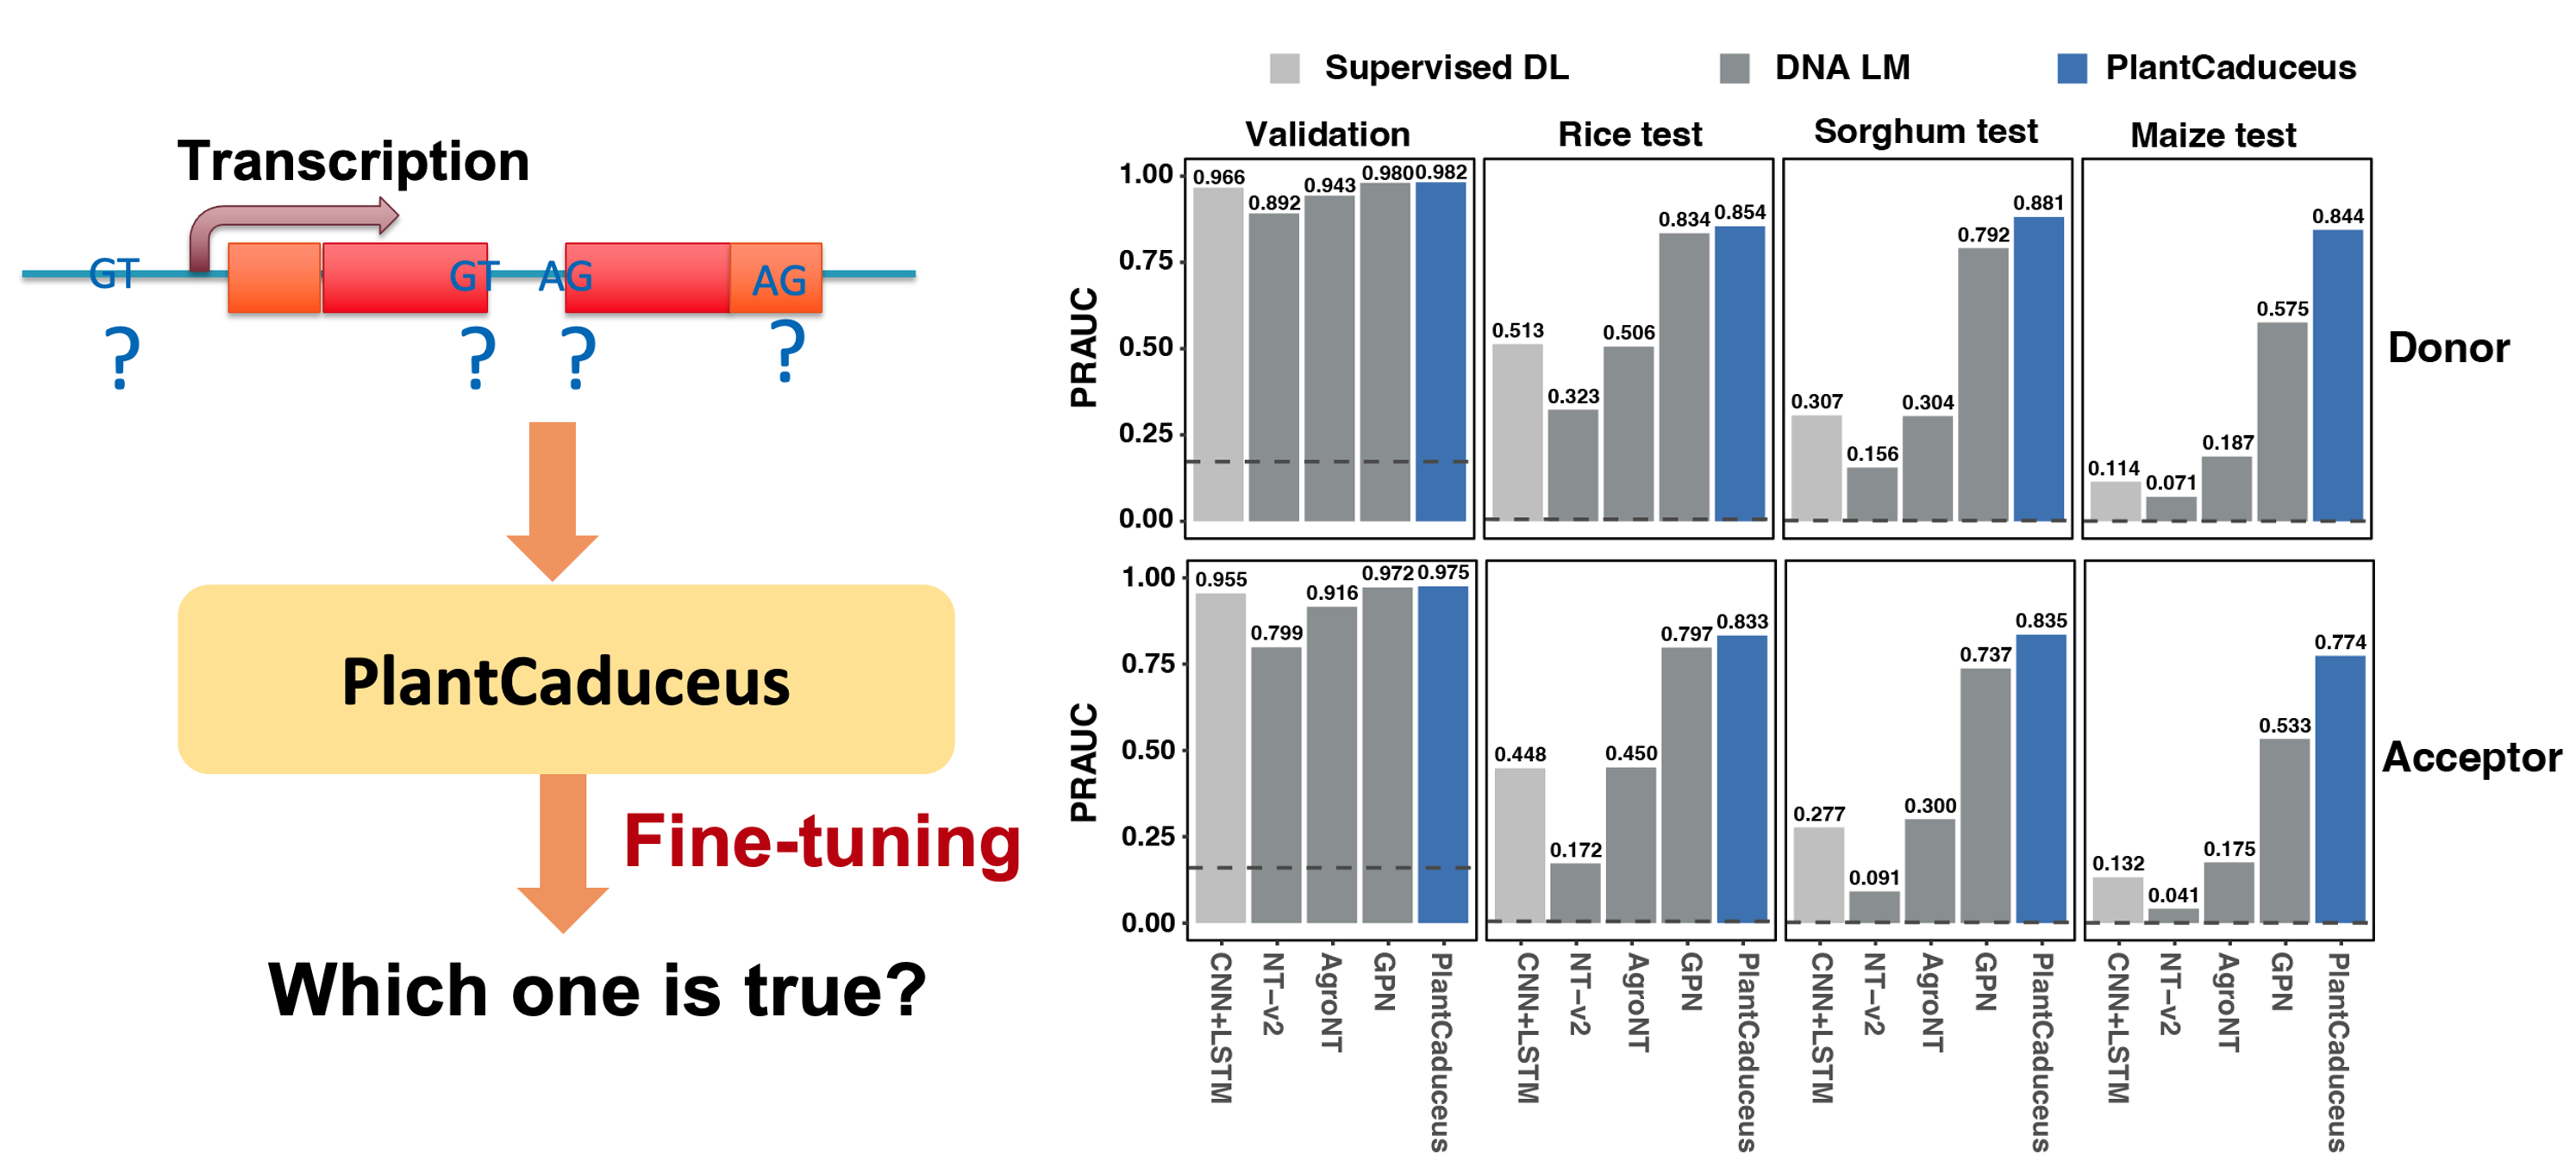 Transcription
GT GT AG AG
? ? ? ?
PlantCaduceus
Fine-tuning
Which one is true?
Supervised DL DNA LM PlantCaduceus
Validation Rice test Sorghum test Maize test
PRAUC
1.00
0.75
0.50
0.25
0.00
0.966 0.892 0.943 0.980 0.982
0.513 0.323 0.506 0.834 0.854
0.307 0.156 0.304 0.792 0.881
0.114 0.071 0.187 0.575 0.844
Donor
PRAUC
1.00
0.75
0.50
0.25
0.00
0.955 0.799 0.916 0.972 0.975
0.448 0.172 0.450 0.797 0.833
0.277 0.091 0.300 0.737 0.835
0.132 0.041 0.175 0.533 0.774
Acceptor
CNN+LSTM
NT−v2
AgroNT
GPN
PlantCaduceus
CNN+LSTM
NT−v2
AgroNT
GPN
PlantCaduceus
CNN+LSTM
NT−v2
AgroNT
GPN
PlantCaduceus
CNN+LSTM
NT−v2
AgroNT
GPN
PlantCaduceus